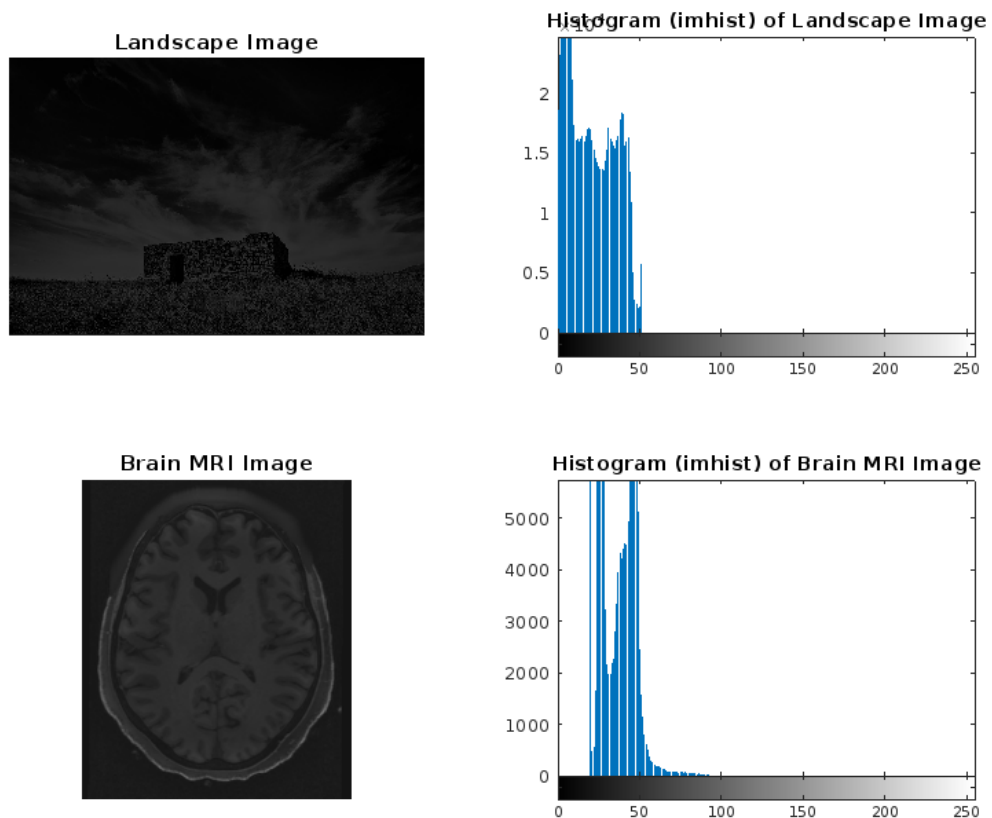 Landscape Image
Histogram (imhist) of Landscape Image
2
1.5
1
0.5
0
0 50 100 150 200 250
Brain MRI Image
Histogram (imhist) of Brain MRI Image
5000
4000
3000
2000
1000
0
0 50 100 150 200 250